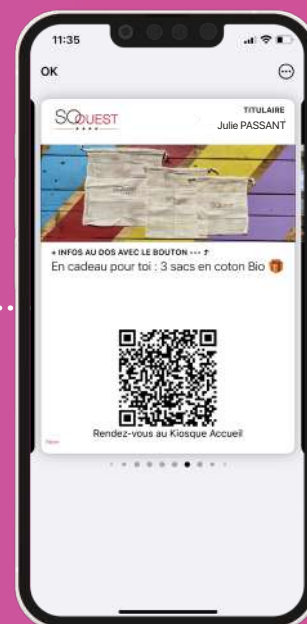 11:35
OK
SOOUEST
PARK
TITULAIRE
Julie PASSANT
+ INFOS AU DOS AVEC LE BOUTON
En cadeau pour toi : 3 sacs en coton Bio 🎁
Rendez-vous au Kiosque Accueil